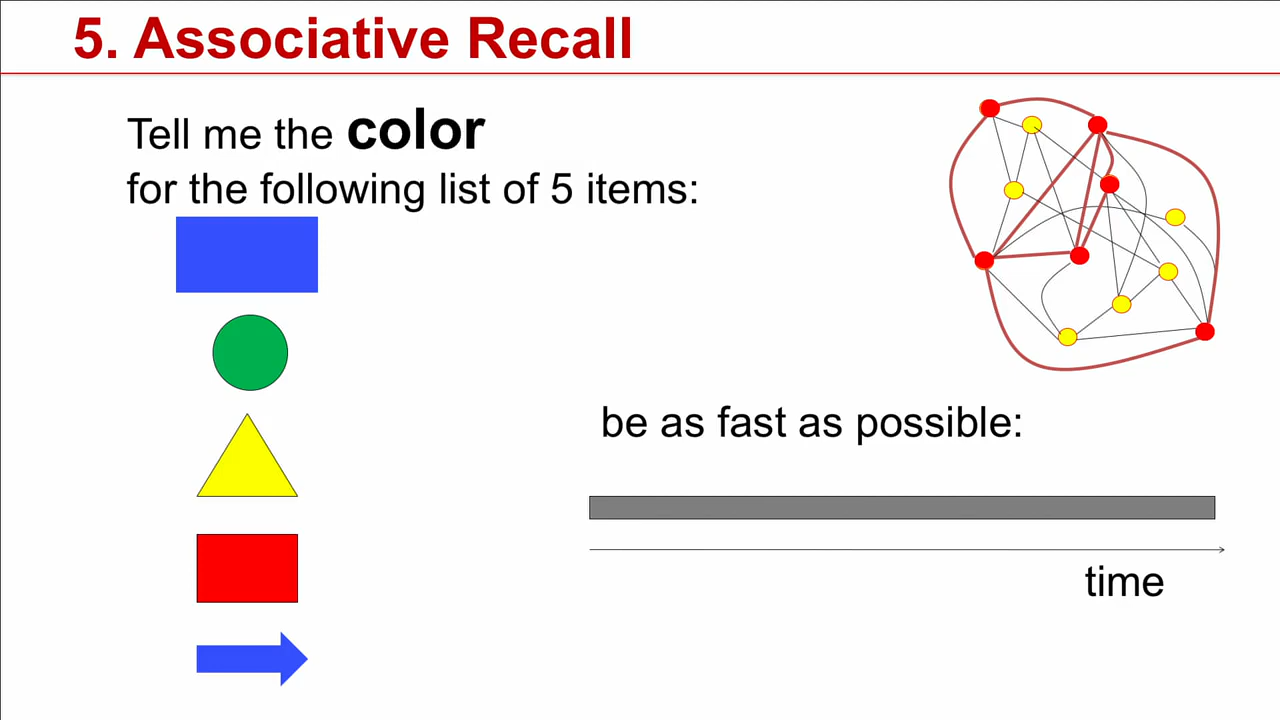 5. Associative Recall
Tell me the color
for the following list of 5 items:
be as fast as possible:
time